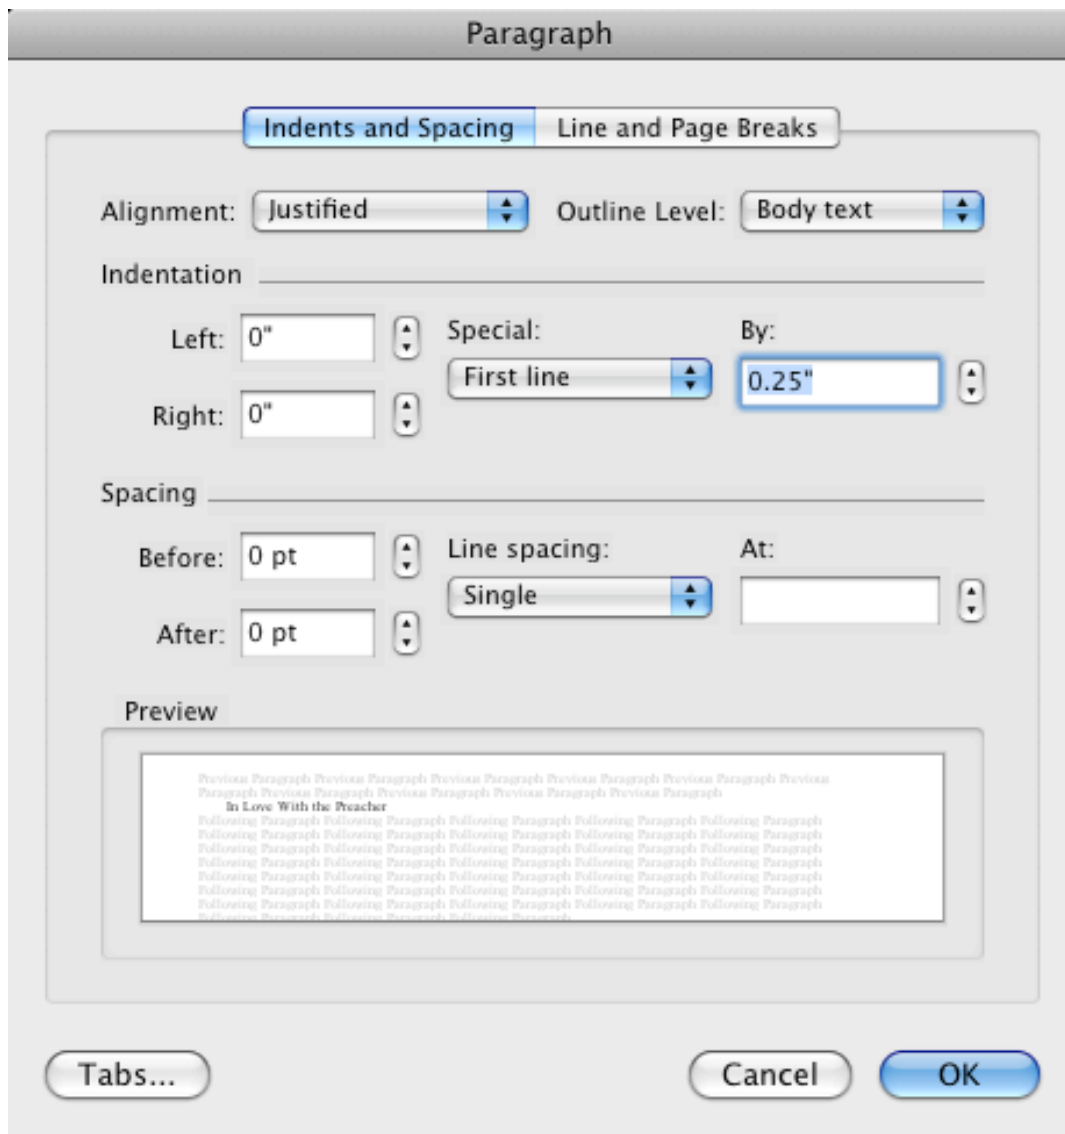 Paragraph
Indents and Spacing Line and Page Breaks
Alignment: Justified Outline Level: Body text
Indentation
Left: 0" Special: By:
First line 0.25"
Right: 0"
Spacing
Before: 0 pt Line spacing: At:
Single
After: 0 pt
Preview
Previous Paragraph Previous Paragraph Previous Paragraph Previous Paragraph Previous Paragraph Previous
Paragraph Previous Paragraph Previous Paragraph Previous Paragraph Previous Paragraph
In Love With the Preacher
Following Paragraph Following Paragraph Following Paragraph Following Paragraph Following Paragraph
Following Paragraph Following Paragraph Following Paragraph Following Paragraph Following Paragraph
Following Paragraph Following Paragraph Following Paragraph Following Paragraph Following Paragraph
Following Paragraph Following Paragraph Following Paragraph Following Paragraph Following Paragraph
Following Paragraph Following Paragraph Following Paragraph Following Paragraph Following Paragraph
Following Paragraph Following Paragraph Following Paragraph Following Paragraph Following Paragraph
Following Paragraph Following Paragraph Following Paragraph Following Paragraph Following Paragraph
Following Paragraph Following Paragraph Following Paragraph
Tabs... Cancel OK